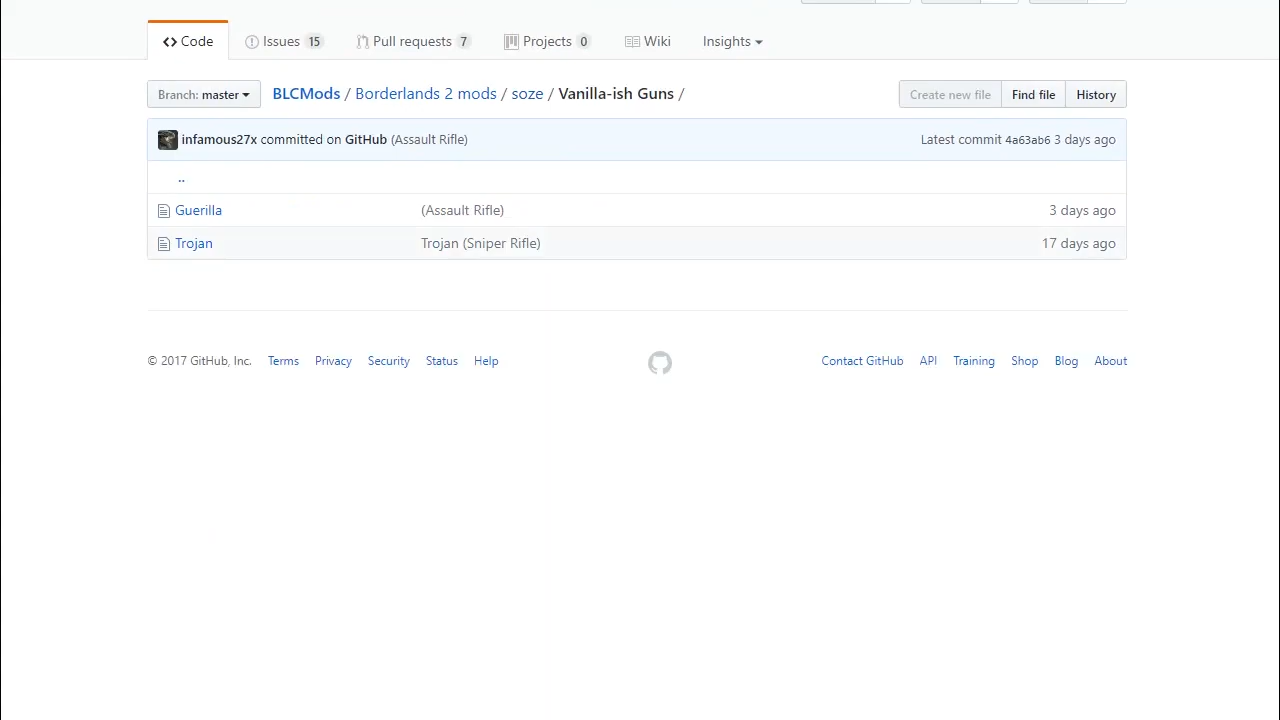 Code Issues 15 Pull requests 7 Projects 0 Wiki Insights
Branch: master BLCMods / Borderlands 2 mods / soze / Vanilla-ish Guns / Create new file Find file History
infamous27x committed on GitHub (Assault Rifle) Latest commit 4a63ab6 3 days ago
..
Guerilla (Assault Rifle) 3 days ago
Trojan Trojan (Sniper Rifle) 17 days ago
© 2017 GitHub, Inc. Terms Privacy Security Status Help Contact GitHub API Training Shop Blog About